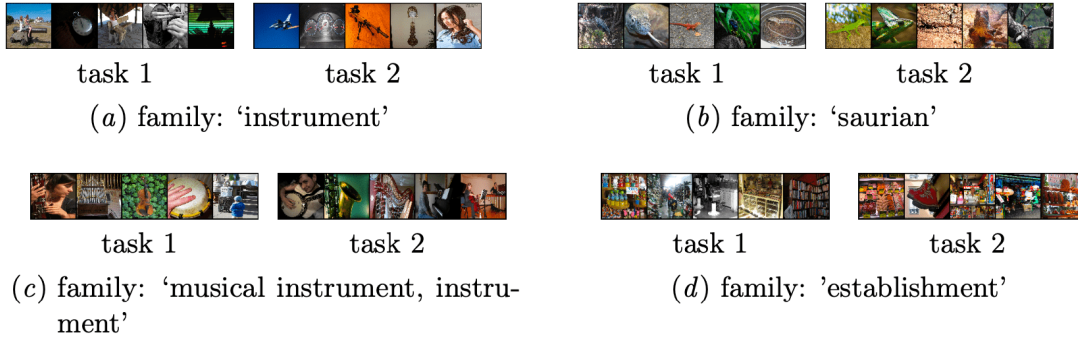 task 1 task 2 task 1 task 2
(a) family: ‘instrument’ (b) family: ‘saurian’
task 1 task 2 task 1 task 2
(c) family: ‘musical instrument, instru- (d) family: ’establishment’
ment’